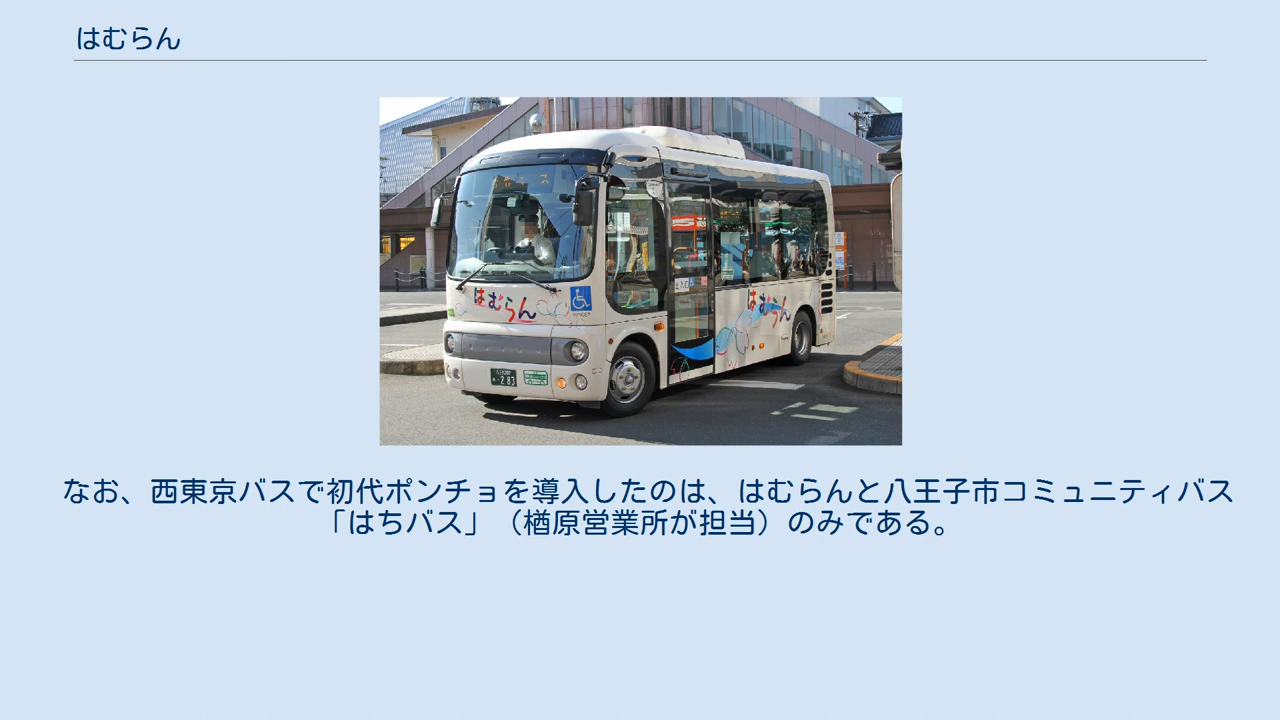 はむらん
はむらん
はむらん
・283
なお、西東京バスで初代ポンチョを導入したのは、はむらんと八王子市コミュニティバス
「はちバス」（楢原営業所が担当）のみである。